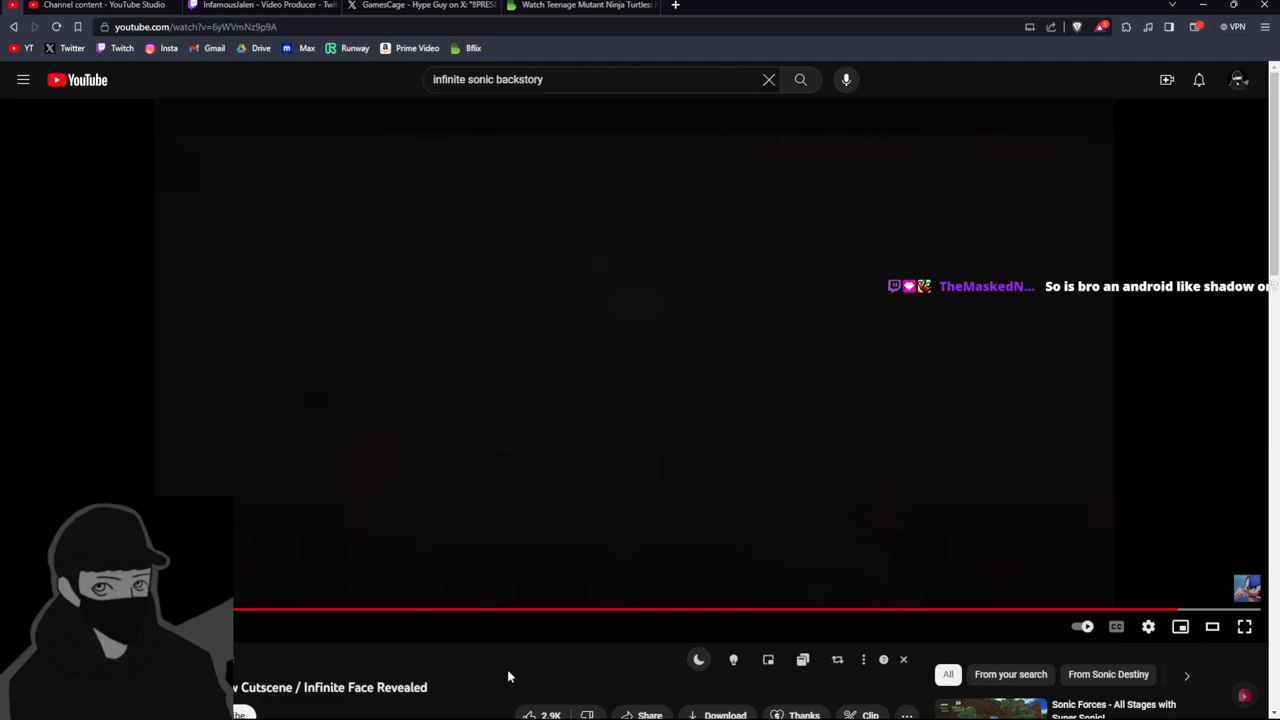 Channel content - YouTube Studio
InfamousJalen - Video Producer - Twi
GamesCage - Hype Guy on X: "8PRES
Watch Teenage Mutant Ninja Turtles:
youtube.com/watch?v=6yWVmNz9p9A
VPN
YT
Twitter
Twitch
Insta
Gmail
Drive
Max
Runway
Prime Video
Bflix
YouTube
infinite sonic backstory
TheMaskedN... So is bro an android like shadow or
w Cutscene / Infinite Face Revealed
All
From your search
From Sonic Destiny
Sonic Forces - All Stages with
Super Sonic!
be
2.9K
Share
Download
Thanks
Clip